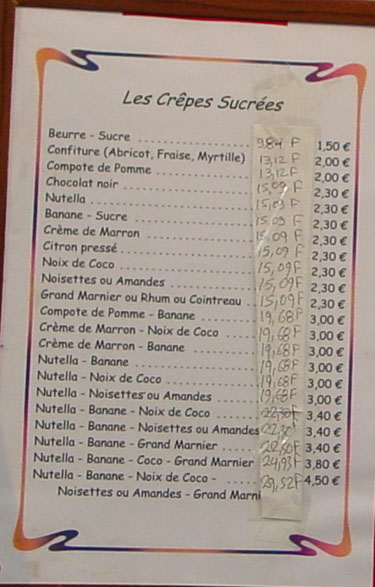 Les Crêpes Sucrées
Beurre - Sucre .................... 9,84 F 1,50 €
Confiture (Abricot, Fraise, Myrtille) 13,12 F 2,00 €
Compote de Pomme ............... 13,12 F 2,00 €
Chocolat noir ..................... 15,09 F 2,30 €
Nutella ............................ 15,09 F 2,30 €
Banane - Sucre .................... 15,09 F 2,30 €
Crème de Marron ................. 15,09 F 2,30 €
Citron pressé ...................... 15,09 F 2,30 €
Noix de Coco ...................... 15,09 F 2,30 €
Noisettes ou Amandes ............ 15,09 F 2,30 €
Grand Marnier ou Rhum ou Cointreau .. 15,09 F 2,30 €
Compote de Pomme - Banane ........ 19,68 F 3,00 €
Crème de Marron - Noix de Coco ..... 19,68 F 3,00 €
Crème de Marron - Banane .......... 19,68 F 3,00 €
Nutella - Banane .................. 19,68 F 3,00 €
Nutella - Noix de Coco ............. 19,68 F 3,00 €
Nutella - Noisettes ou Amandes ...... 19,68 F 3,00 €
Nutella - Banane - Noix de Coco ...... 22,30 F 3,40 €
Nutella - Banane - Noisettes ou Amandes 22,30 F 3,40 €
Nutella - Banane - Grand Marnier ..... 22,30 F 3,40 €
Nutella - Banane - Coco - Grand Marnier 24,93 F 3,80 €
Nutella - Banane - Noix de Coco - ..... 29,52 F 4,50 €
Noisettes ou Amandes - Grand Marni